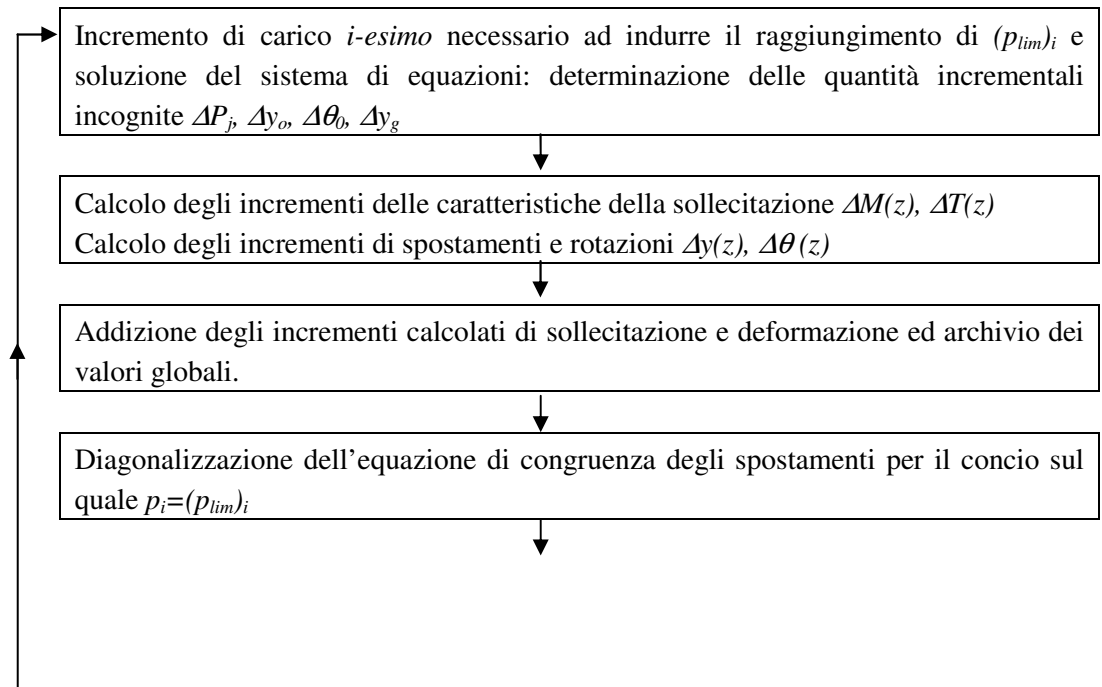 Incremento di carico i-esimo necessario ad indurre il raggiungimento di (plim)i e
soluzione del sistema di equazioni: determinazione delle quantità incrementali
incognite ΔPj, Δyo, Δθ0, Δyg
Calcolo degli incrementi delle caratteristiche della sollecitazione ΔM(z), ΔT(z)
Calcolo degli incrementi di spostamenti e rotazioni Δy(z), Δθ (z)
Addizione degli incrementi calcolati di sollecitazione e deformazione ed archivio dei
valori globali.
Diagonalizzazione dell’equazione di congruenza degli spostamenti per il concio sul
quale pi=(plim)i